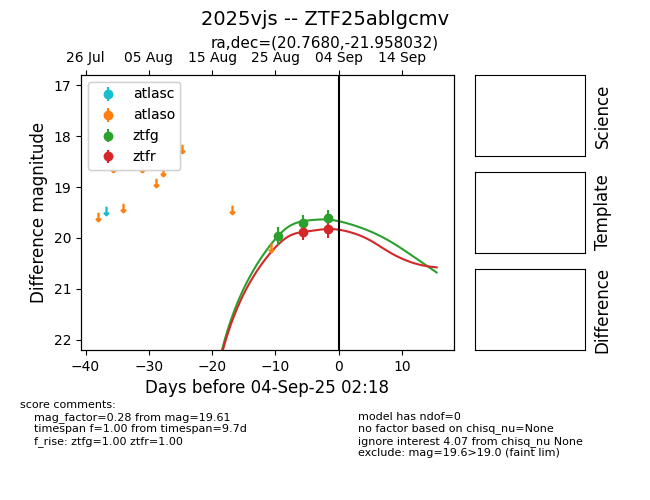 2025vjs -- ZTF25ablgcmv
ra,dec=(20.7680,-21.958032)
26 Jul 05 Aug 15 Aug 25 Aug 04 Sep 14 Sep
17
18
19
20
21
22
Difference magnitude
atlasc
atlaso
ztfg
ztfr
−40 −30 −20 −10 0 10
Days before 04-Sep-25 02:18
Science
Template
Difference
score comments:
mag_factor=0.28 from mag=19.61
timespan f=1.00 from timespan=9.7d
f_rise: ztfg=1.00 ztfr=1.00
model has ndof=0
no factor based on chisq_nu=None
ignore interest 4.07 from chisq_nu None
exclude: mag=19.6>19.0 (faint lim)